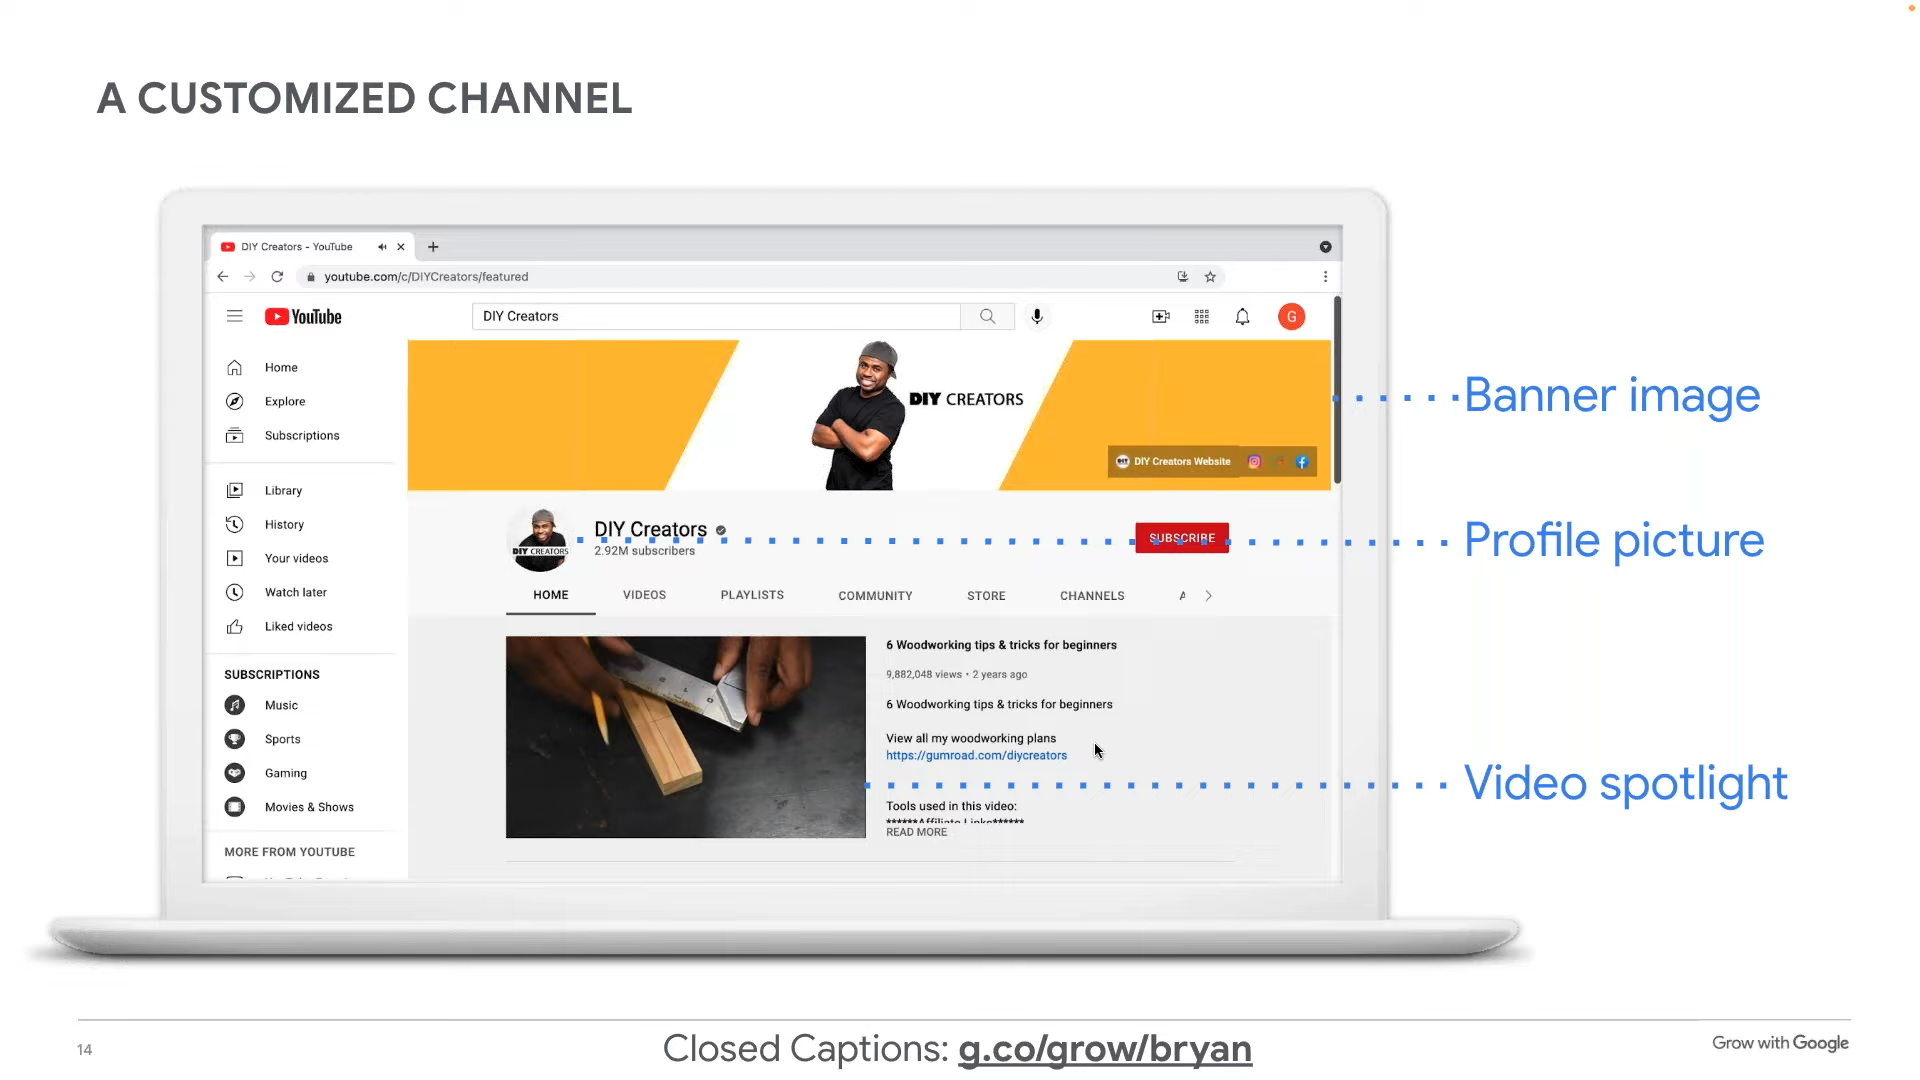 A CUSTOMIZED CHANNEL
DIY Creators - YouTube
youtube.com/c/DIYCreators/featured
YouTube
DIY Creators
G
Home
Explore
Subscriptions
Library
History
Your videos
Watch later
Liked videos
SUBSCRIPTIONS
Music
Sports
Gaming
Movies & Shows
MORE FROM YOUTUBE
DIY CREATORS
DIY Creators Website
Banner image
DIY CREATORS
DIY Creators
2.92M subscribers
SUBSCRIBE
Profile picture
HOME VIDEOS PLAYLISTS COMMUNITY STORE CHANNELS A
6 Woodworking tips & tricks for beginners
9,882,048 views • 2 years ago
6 Woodworking tips & tricks for beginners
View all my woodworking plans
https://gumroad.com/diycreators
Video spotlight
Tools used in this video:
******Affiliate Links******
READ MORE
14
Closed Captions: g.co/grow/bryan
Grow with Google